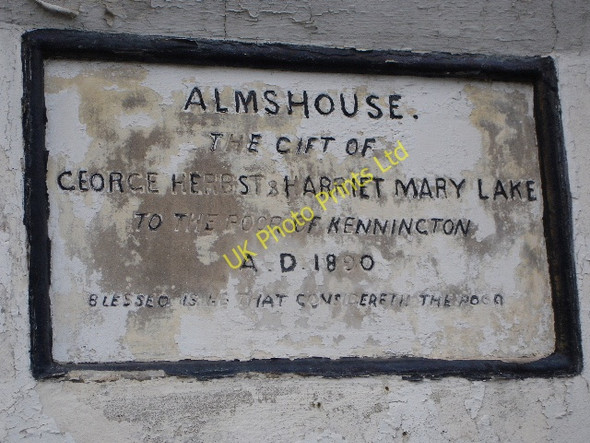 ALMSHOUSE.
THE GIFT OF
GEORGE HERBST & HARRIET MARY LAKE
TO THE POOR OF KENNINGTON
A.D. 1890
BLESSED IS HE THAT CONSIDERETH THE POOR
UK Photo Prints Ltd